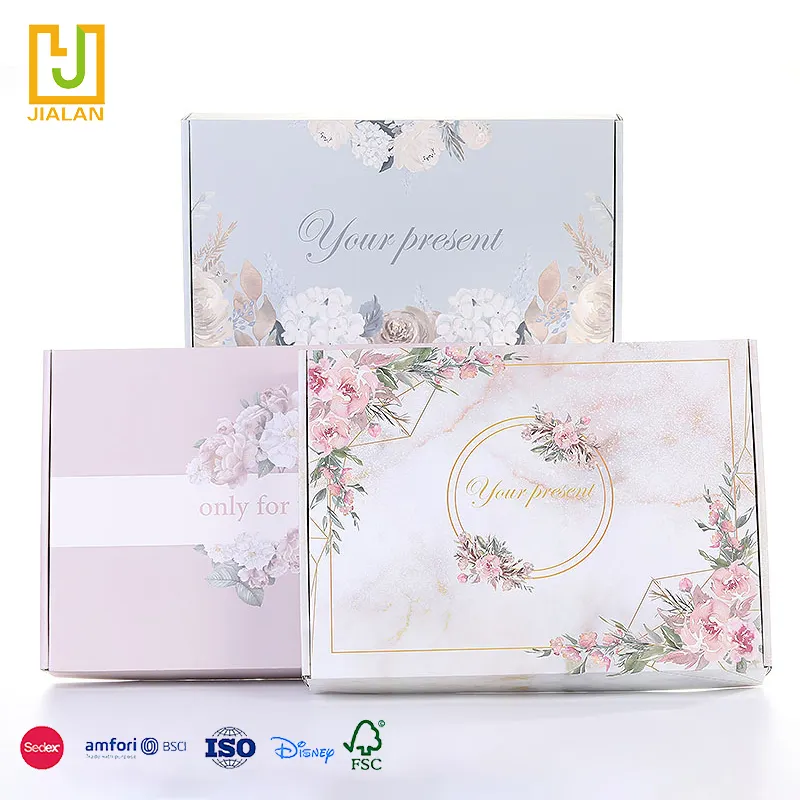 JIALAN
Your present
only for
Your present
Sedex
amfori BSCI
Trade with purpose
ISO
Disney
FSC